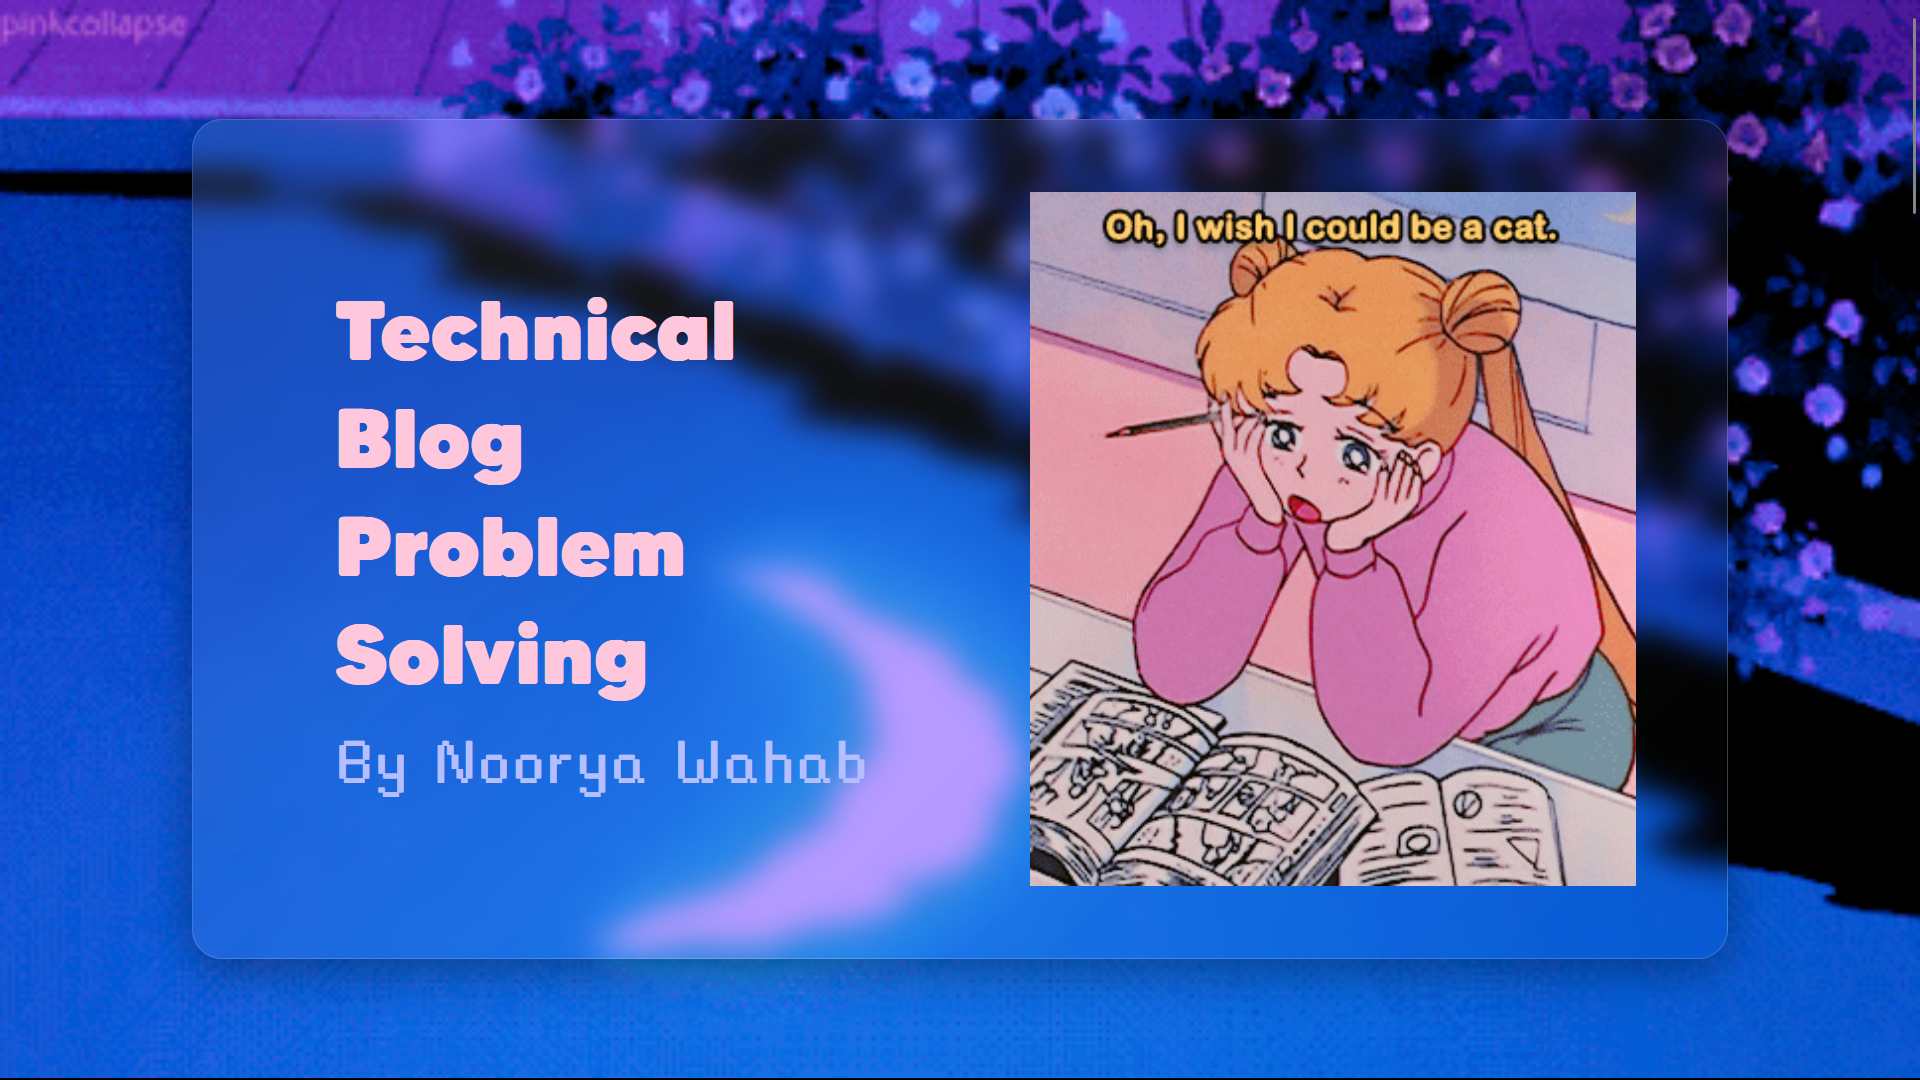 pinkcollapse
Technical
Blog
Problem
Solving
By Noorya Wahab
Oh, I wish I could be a cat.